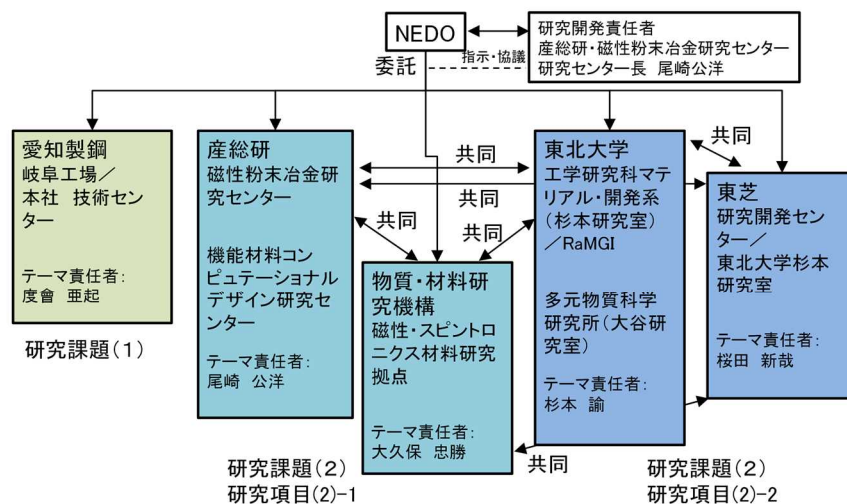 NEDO
研究開発責任者
産総研・磁性粉末冶金研究センター
研究センター長 尾崎公洋
指示・協議
委託
愛知製鋼
岐阜工場／
本社 技術セン
ター
テーマ責任者：
度會 亜起
研究課題(1)
産総研
磁性粉末冶金研
究センター
機能材料コン
ピュテーショナル
デザイン研究セ
ンター
テーマ責任者：
尾崎 公洋
共同
共同
共同
共同
物質・材料研
究機構
磁性・スピントロ
ニクス材料研究
拠点
テーマ責任者：
大久保 忠勝
東北大学
工学研究科マテ
リアル・開発系
(杉本研究室)
／RaMGI
多元物質科学
研究所(大谷研
究室)
テーマ責任者：
杉本 諭
共同
東芝
研究開発セン
ター／
東北大学杉本
研究室
テーマ責任者：
桜田 新哉
共同
研究課題(2)
研究項目(2)-1
研究課題(2)
研究項目(2)-2